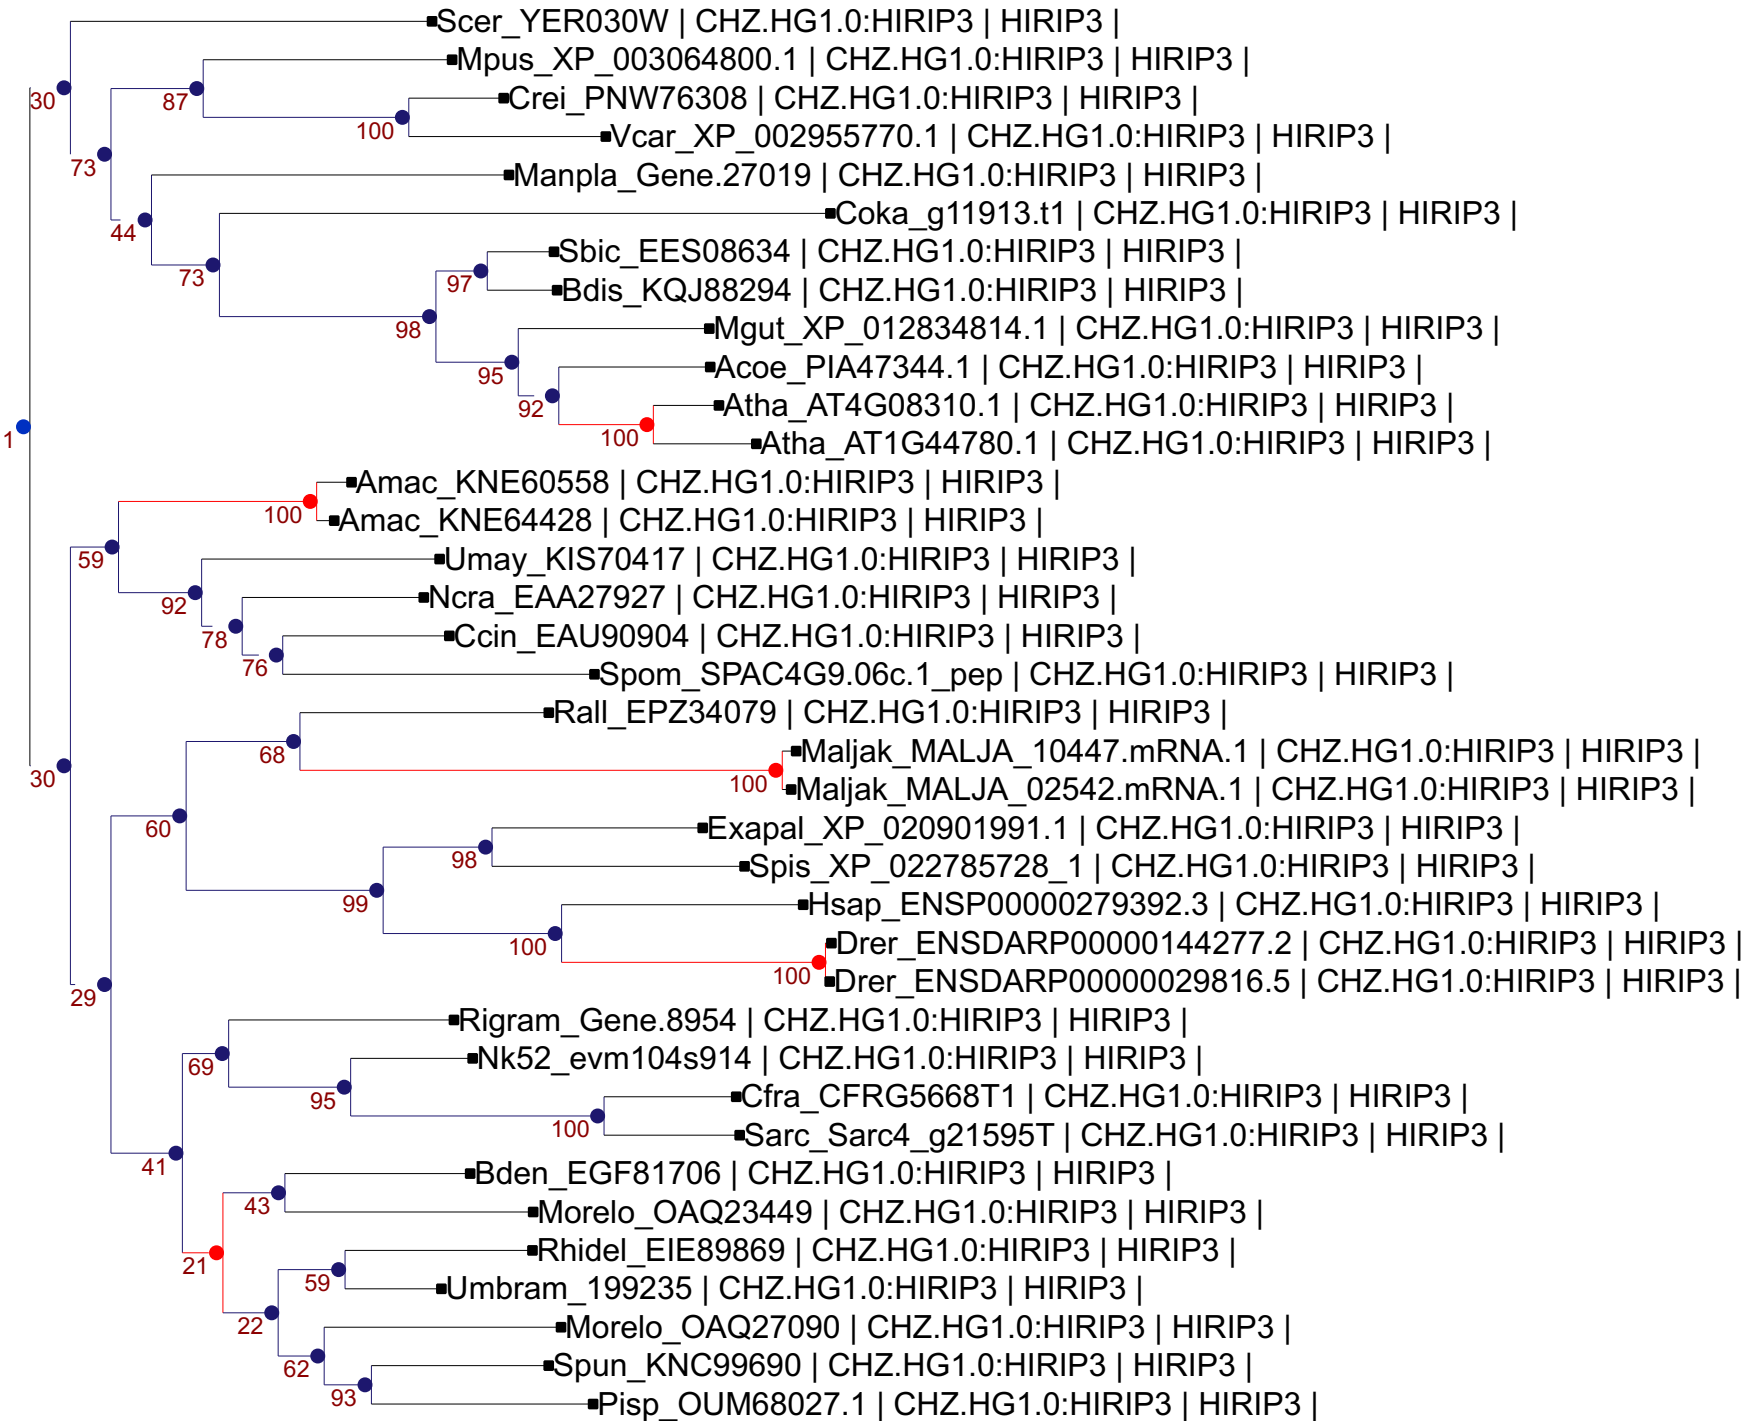 Scer_YER030W | CHZ.HG1.0:HIRIP3 | HIRIP3 |
Mpus_XP_003064800.1 | CHZ.HG1.0:HIRIP3 | HIRIP3 |
30
87
Crei_PNW76308 | CHZ.HG1.0:HIRIP3 | HIRIP3 |
100
Vcar_XP_002955770.1 | CHZ.HG1.0:HIRIP3 | HIRIP3 |
73
Manpla_Gene.27019 | CHZ.HG1.0:HIRIP3 | HIRIP3 |
Coka_g11913.t1 | CHZ.HG1.0:HIRIP3 | HIRIP3 |
44
Sbic_EES08634 | CHZ.HG1.0:HIRIP3 | HIRIP3 |
73
97
Bdis_KQJ88294 | CHZ.HG1.0:HIRIP3 | HIRIP3 |
98
Mgut_XP_012834814.1 | CHZ.HG1.0:HIRIP3 | HIRIP3 |
Acoe_PIA47344.1 | CHZ.HG1.0:HIRIP3 | HIRIP3 |
95
92
Atha_AT4G08310.1 | CHZ.HG1.0:HIRIP3 | HIRIP3 |
1
100
Atha_AT1G44780.1 | CHZ.HG1.0:HIRIP3 | HIRIP3 |
Amac_KNE60558 | CHZ.HG1.0:HIRIP3 | HIRIP3 |
100
Amac_KNE64428 | CHZ.HG1.0:HIRIP3 | HIRIP3 |
59
Umay_KIS70417 | CHZ.HG1.0:HIRIP3 | HIRIP3 |
92
Ncra_EAA27927 | CHZ.HG1.0:HIRIP3 | HIRIP3 |
78
Ccin_EAU90904 | CHZ.HG1.0:HIRIP3 | HIRIP3 |
76
Spom_SPAC4G9.06c.1_pep | CHZ.HG1.0:HIRIP3 | HIRIP3 |
Rall_EPZ34079 | CHZ.HG1.0:HIRIP3 | HIRIP3 |
68
Maljak_MALJA_10447.mRNA.1 | CHZ.HG1.0:HIRIP3 | HIRIP3 |
30
100
Maljak_MALJA_02542.mRNA.1 | CHZ.HG1.0:HIRIP3 | HIRIP3 |
60
Exapal_XP_020901991.1 | CHZ.HG1.0:HIRIP3 | HIRIP3 |
98
Spis_XP_022785728_1 | CHZ.HG1.0:HIRIP3 | HIRIP3 |
99
Hsap_ENSP00000279392.3 | CHZ.HG1.0:HIRIP3 | HIRIP3 |
100
Drer_ENSDARP00000144277.2 | CHZ.HG1.0:HIRIP3 | HIRIP3 |
100
Drer_ENSDARP00000029816.5 | CHZ.HG1.0:HIRIP3 | HIRIP3 |
29
Rigram_Gene.8954 | CHZ.HG1.0:HIRIP3 | HIRIP3 |
69
Nk52_evm104s914 | CHZ.HG1.0:HIRIP3 | HIRIP3 |
95
Cfra_CFRG5668T1 | CHZ.HG1.0:HIRIP3 | HIRIP3 |
100
Sarc_Sarc4_g21595T | CHZ.HG1.0:HIRIP3 | HIRIP3 |
41
Bden_EGF81706 | CHZ.HG1.0:HIRIP3 | HIRIP3 |
43
Morelo_OAQ23449 | CHZ.HG1.0:HIRIP3 | HIRIP3 |
Rhidel_EIE89869 | CHZ.HG1.0:HIRIP3 | HIRIP3 |
21
59
Umbram_199235 | CHZ.HG1.0:HIRIP3 | HIRIP3 |
22
Morelo_OAQ27090 | CHZ.HG1.0:HIRIP3 | HIRIP3 |
62
Spun_KNC99690 | CHZ.HG1.0:HIRIP3 | HIRIP3 |
93
Pisp_OUM68027.1 | CHZ.HG1.0:HIRIP3 | HIRIP3 |